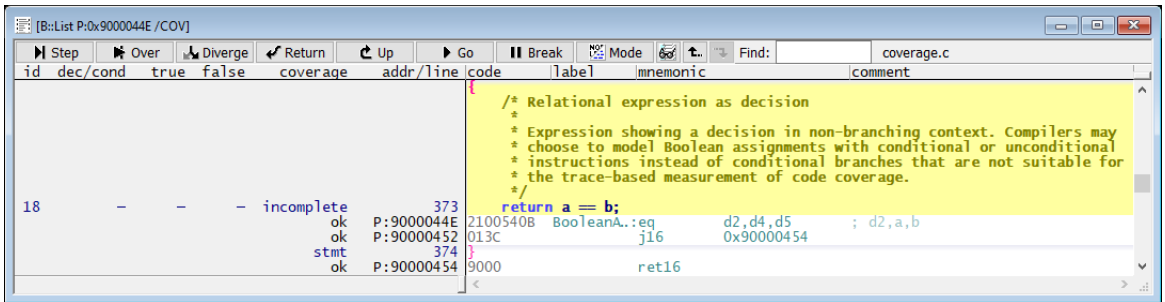 [B::List P:0x9000044E /COV]
Step Over Diverge Return Up Go Break Mode Find: coverage.c
id dec/cond true false coverage addr/line code label mnemonic comment
{
/* Relational expression as decision
*
* Expression showing a decision in non-branching context. Compilers may
* choose to model Boolean assignments with conditional or unconditional
* instructions instead of conditional branches that are not suitable for
* the trace-based measurement of code coverage.
*/
18 – – – incomplete 373 return a == b;
ok P:9000044E 2100540B BooleanA..:eq d2,d4,d5 ; d2,a,b
ok P:90000452 013C j16 0x90000454
stmt 374 }
ok P:90000454 9000 ret16